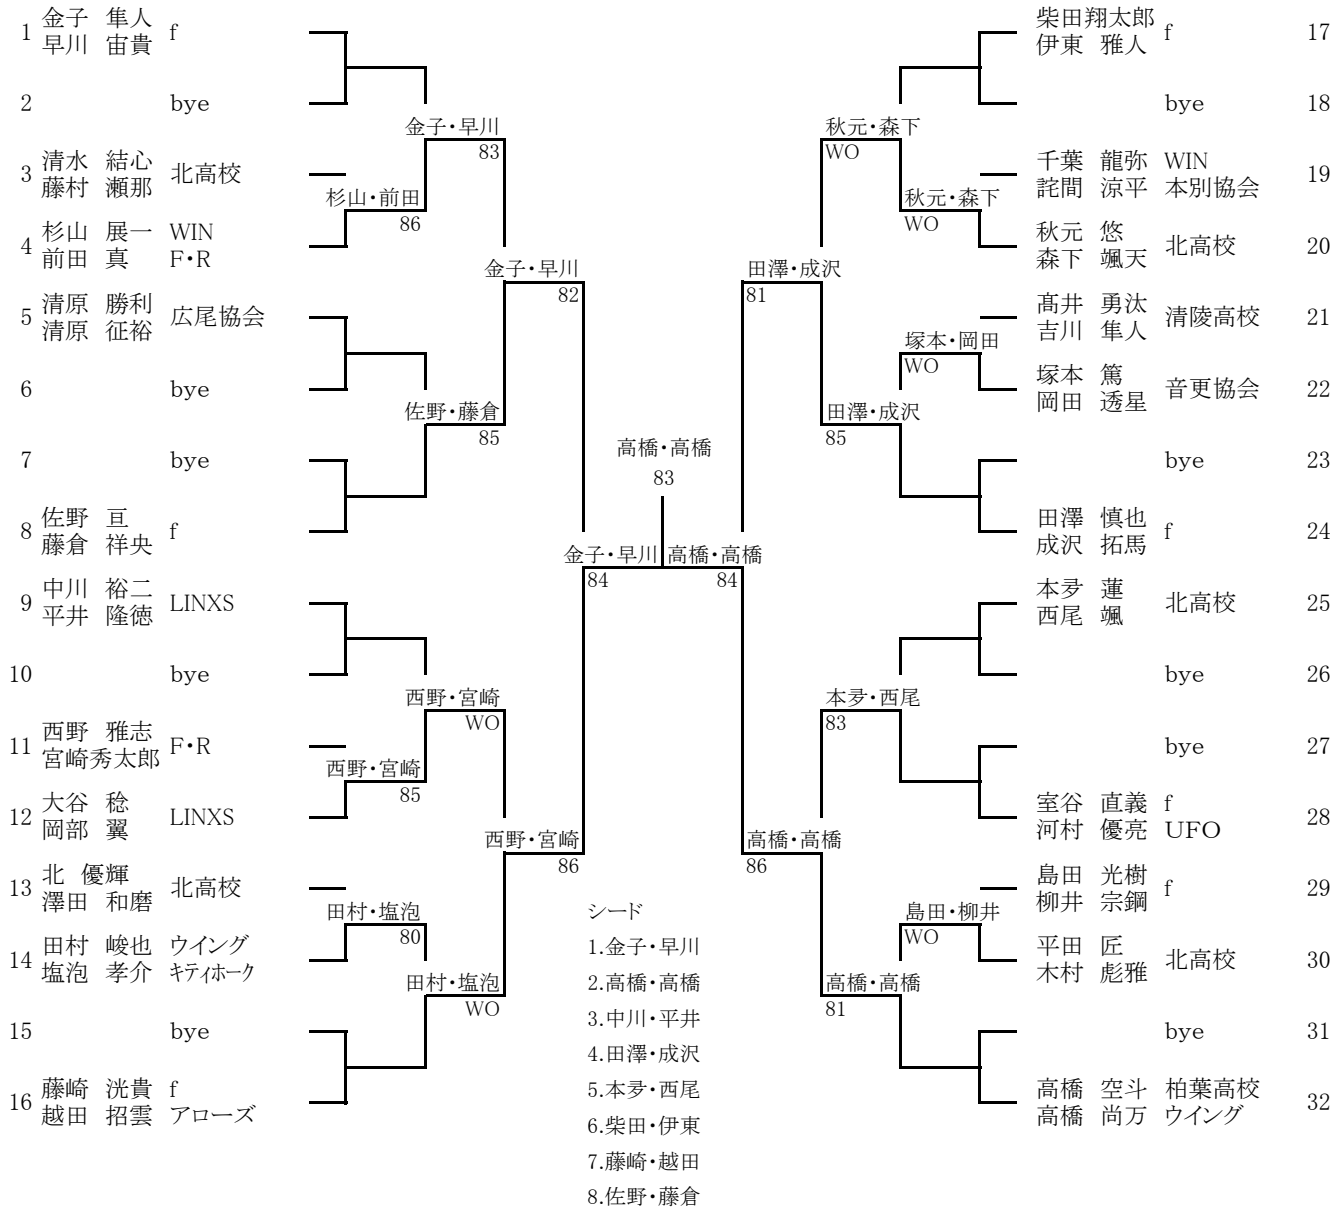 1 金子 隼人 f
早川 宙貴
2 bye
金子・早川
83
3 清水 結心 北高校
藤村 瀬那
杉山・前田
86
4 杉山 展一 WIN
前田 真 F・R
金子・早川
82
5 清原 勝利 広尾協会
清原 征裕
6 bye
佐野・藤倉
85
7 bye
8 佐野 亘 f
藤倉 祥央
金子・早川
84
9 中川 裕二 LINXS
平井 隆徳
10 bye
西野・宮崎
WO
11 西野 雅志 F・R
宮崎秀太郎
西野・宮崎
85
12 大谷 稔 LINXS
岡部 翼
西野・宮崎
86
13 北 優輝 北高校
澤田 和磨
田村・塩泡
80
14 田村 峻也 ウイング
塩泡 孝介 キティホーク
田村・塩泡
WO
15 bye
16 藤崎 洸貴 f
越田 招雲 アローズ
高橋・高橋
83
シード
1.金子・早川
2.高橋・高橋
3.中川・平井
4.田澤・成沢
5.本夛・西尾
6.柴田・伊東
7.藤崎・越田
8.佐野・藤倉
柴田翔太郎 f 17
伊東 雅人
bye 18
秋元・森下
WO
千葉 龍弥 WIN 19
詫間 涼平 本別協会
秋元・森下
WO
秋元 悠 北高校 20
森下 颯天
田澤・成沢
81
髙井 勇汰 清陵高校 21
吉川 隼人
塚本・岡田
WO
塚本 篤 音更協会 22
岡田 透星
田澤・成沢
85
bye 23
田澤 慎也 f 24
成沢 拓馬
高橋・高橋
84
本夛 蓮 北高校 25
西尾 颯
bye 26
本夛・西尾
83
bye 27
室谷 直義 f 28
河村 優亮 UFO
高橋・高橋
86
島田 光樹 f 29
柳井 宗鋼
島田・柳井
WO
平田 匠 北高校 30
木村 彪雅
高橋・高橋
81
bye 31
高橋 空斗 柏葉高校 32
高橋 尚万 ウイング